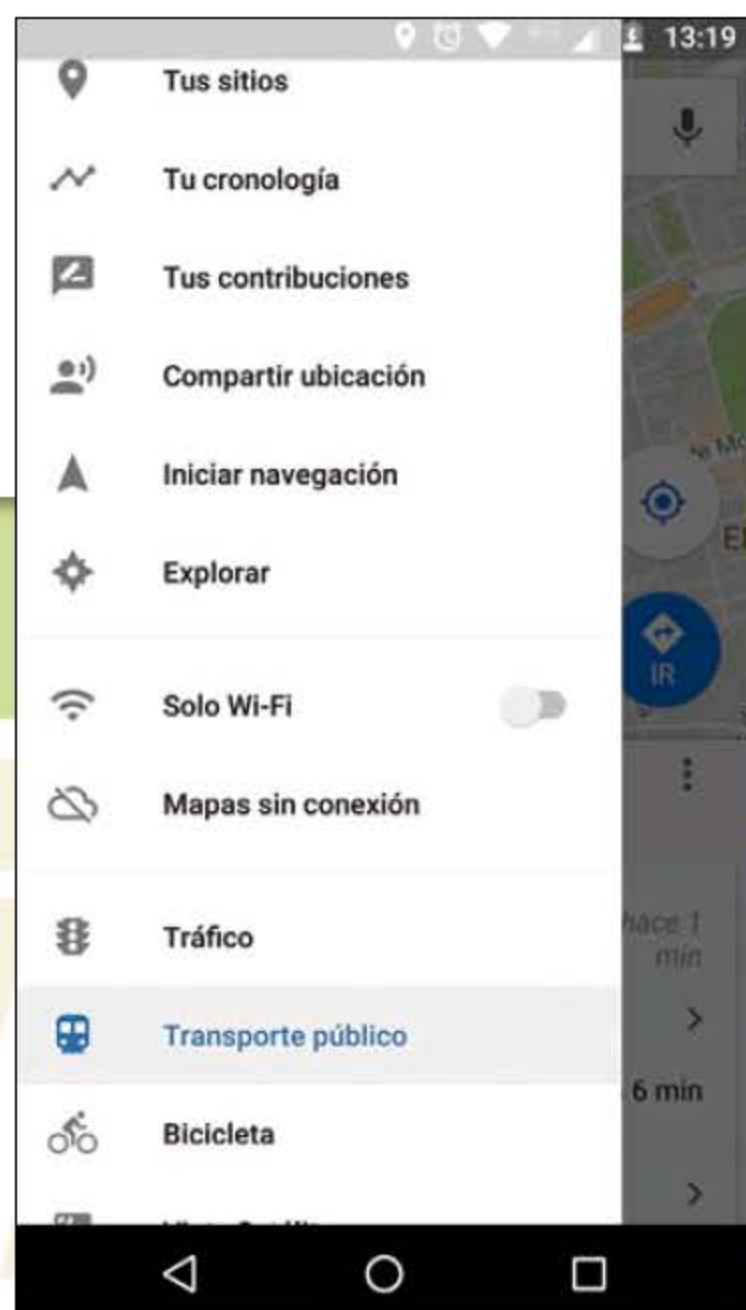 13:19
Tus sitios
Tu cronología
Tus contribuciones
Compartir ubicación
Iniciar navegación
Explorar
IR
Solo Wi-Fi
Mapas sin conexión
Tráfico
hace 1
min
Transporte público
6 min
Bicicleta